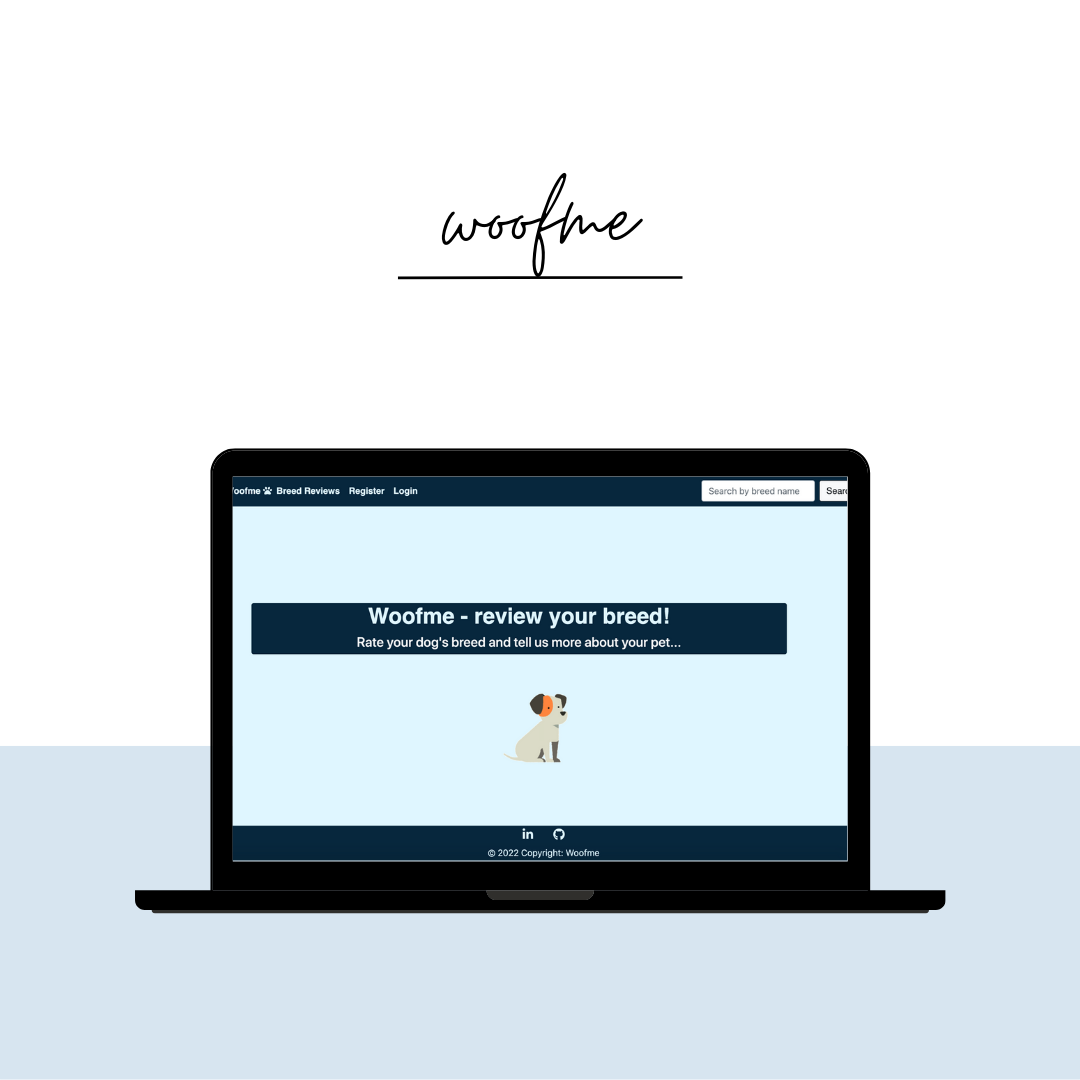 woofme
oofme Breed Reviews Register Login Search by breed name Searc
Woofme - review your breed!
Rate your dog's breed and tell us more about your pet...
in
© 2022 Copyright: Woofme